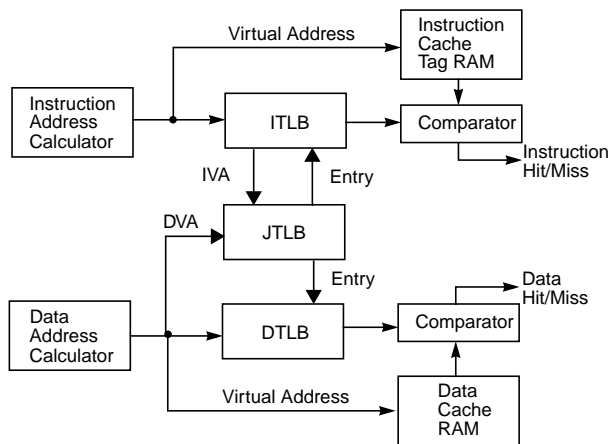 Virtual Address
Instruction
Cache
Tag RAM
Instruction
Address
Calculator
ITLB
Comparator
Instruction
Hit/Miss
IVA
Entry
DVA
JTLB
Entry
Data
Hit/Miss
Data
Address
Calculator
DTLB
Comparator
Virtual Address
Data
Cache
RAM